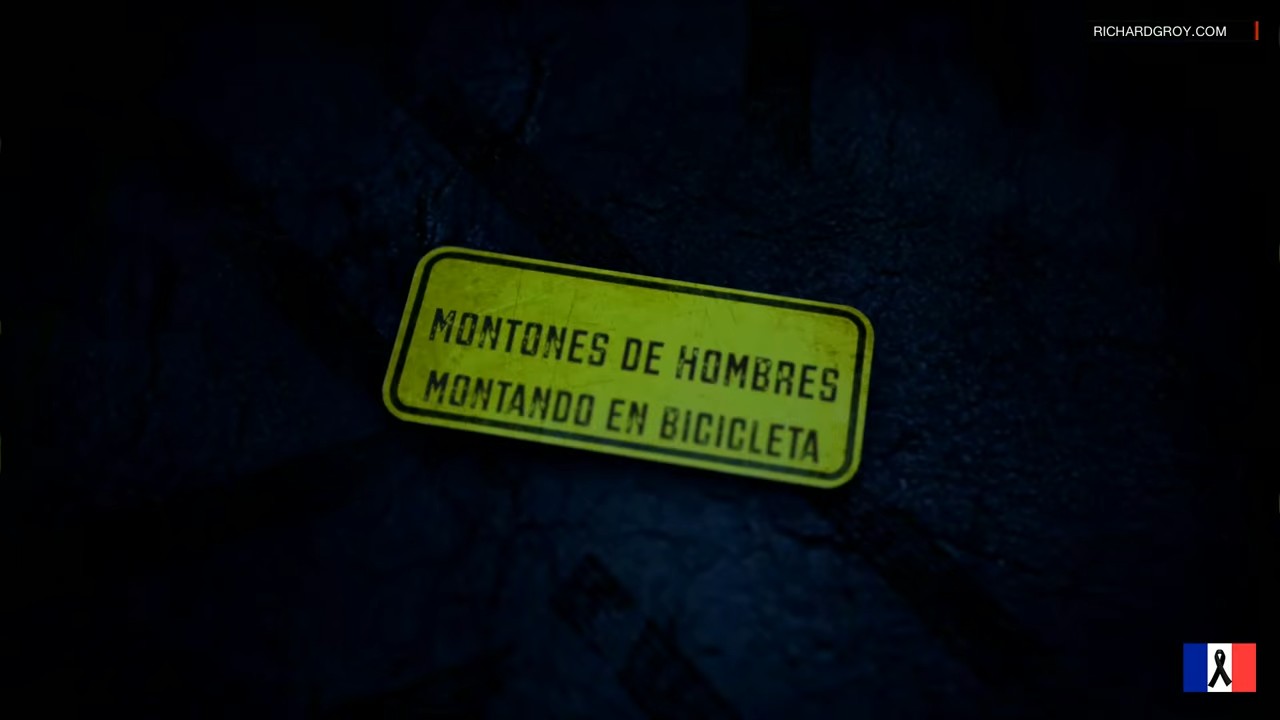 RICHARDGROY.COM
MONTONES DE HOMBRES
MONTANDO EN BICICLETA